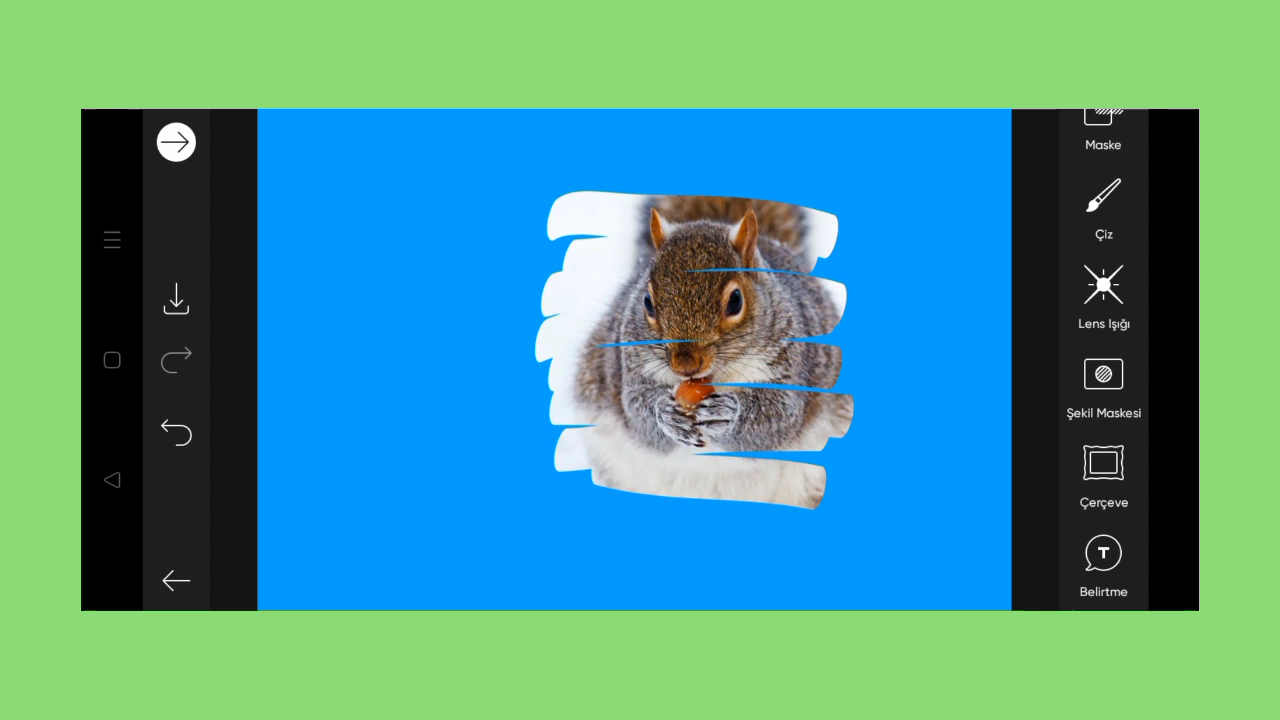 Maske
Çiz
Lens Işığı
Şekil Maskesi
Çerçeve
T
Belirtme